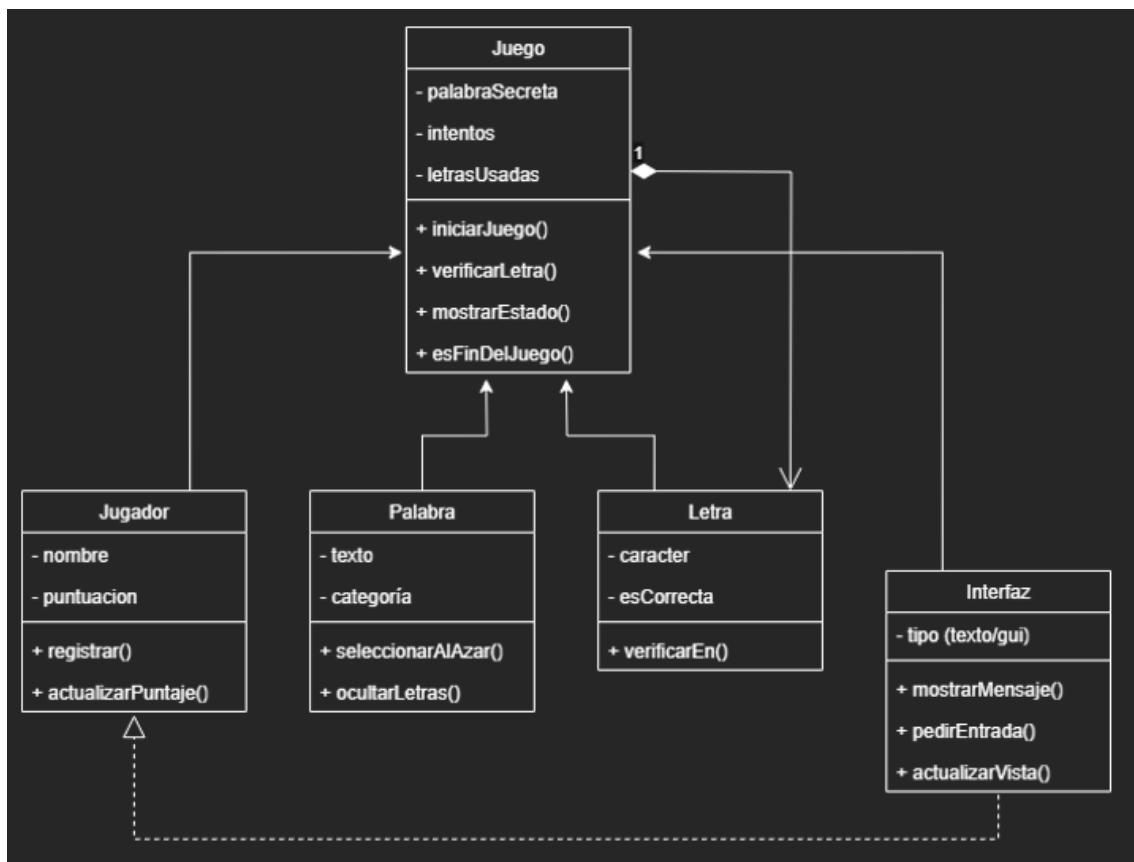 Juego
- palabraSecreta
- intentos
- letrasUsadas
1
+ iniciarJuego()
+ verificarLetra()
+ mostrarEstado()
+ esFinDelJuego()
Jugador
- nombre
- puntuacion
+ registrar()
+ actualizarPuntaje()
Palabra
- texto
- categoría
+ seleccionarAlAzar()
+ ocultarLetras()
Letra
- caracter
- esCorrecta
+ verificarEn()
Interfaz
- tipo (texto/gui)
+ mostrarMensaje()
+ pedirEntrada()
+ actualizarVista()